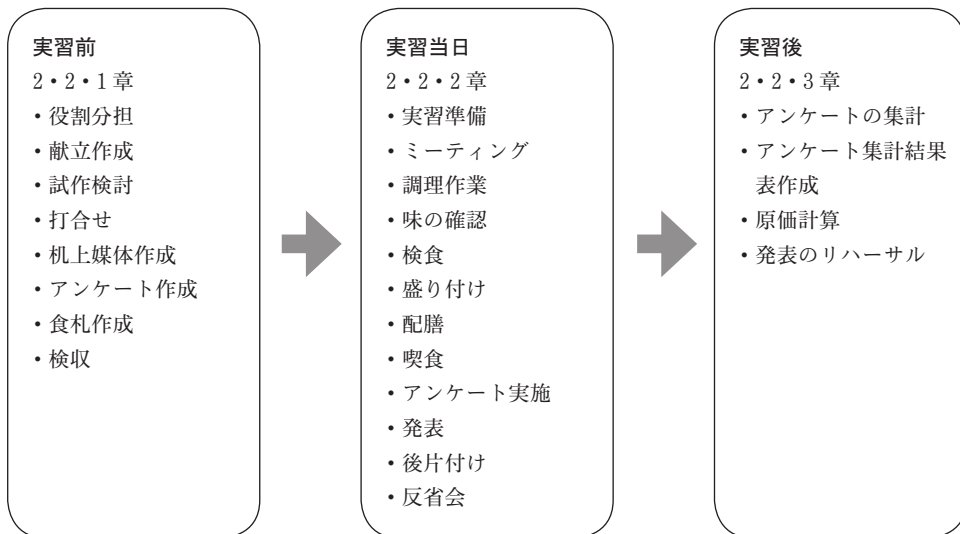 実習前
2・2・1章
・役割分担
・献立作成
・試作検討
・打合せ
・机上媒体作成
・アンケート作成
・食札作成
・検収
実習当日
2・2・2章
・実習準備
・ミーティング
・調理作業
・味の確認
・検食
・盛り付け
・配膳
・喫食
・アンケート実施
・発表
・後片付け
・反省会
実習後
2・2・3章
・アンケートの集計
・アンケート集計結果
表作成
・原価計算
・発表のリハーサル